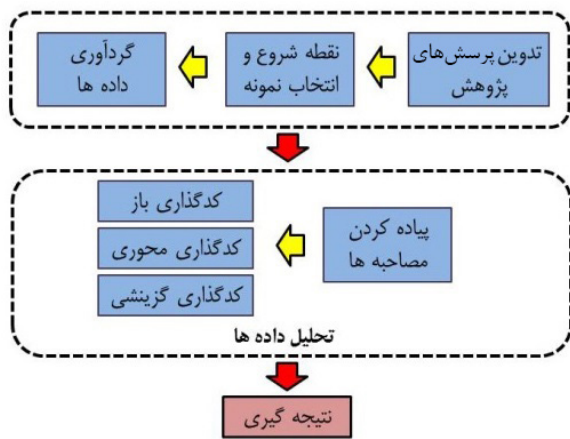 تدوین پرسش‌های
پژوهش
نقطه شروع و
انتخاب نمونه
گردآوری
داده ها
پیاده کردن
مصاحبه ها
کدگذاری باز
کدگذاری محوری
کدگذاری گزینشی
تحلیل داده ها
نتیجه گیری